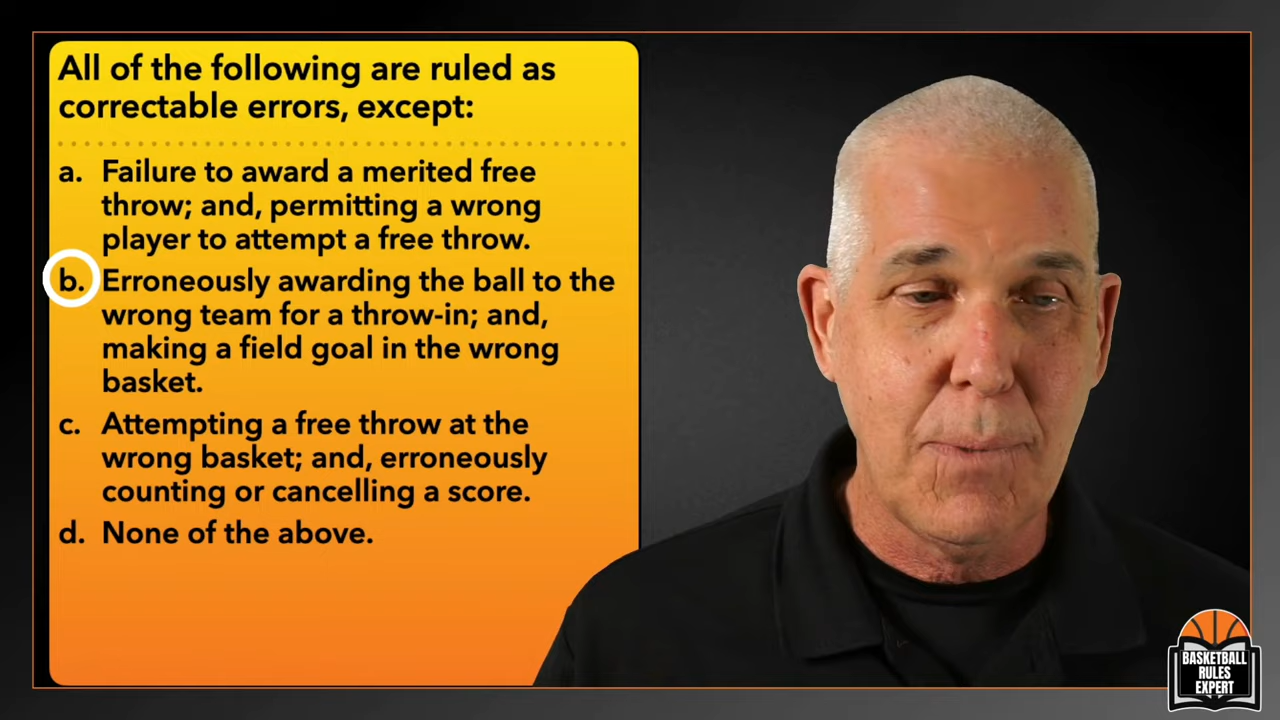 All of the following are ruled as
correctable errors, except:
a. Failure to award a merited free
throw; and, permitting a wrong
player to attempt a free throw.
b. Erroneously awarding the ball to the
wrong team for a throw-in; and,
making a field goal in the wrong
basket.
c. Attempting a free throw at the
wrong basket; and, erroneously
counting or cancelling a score.
d. None of the above.
BASKETBALL
RULES
EXPERT